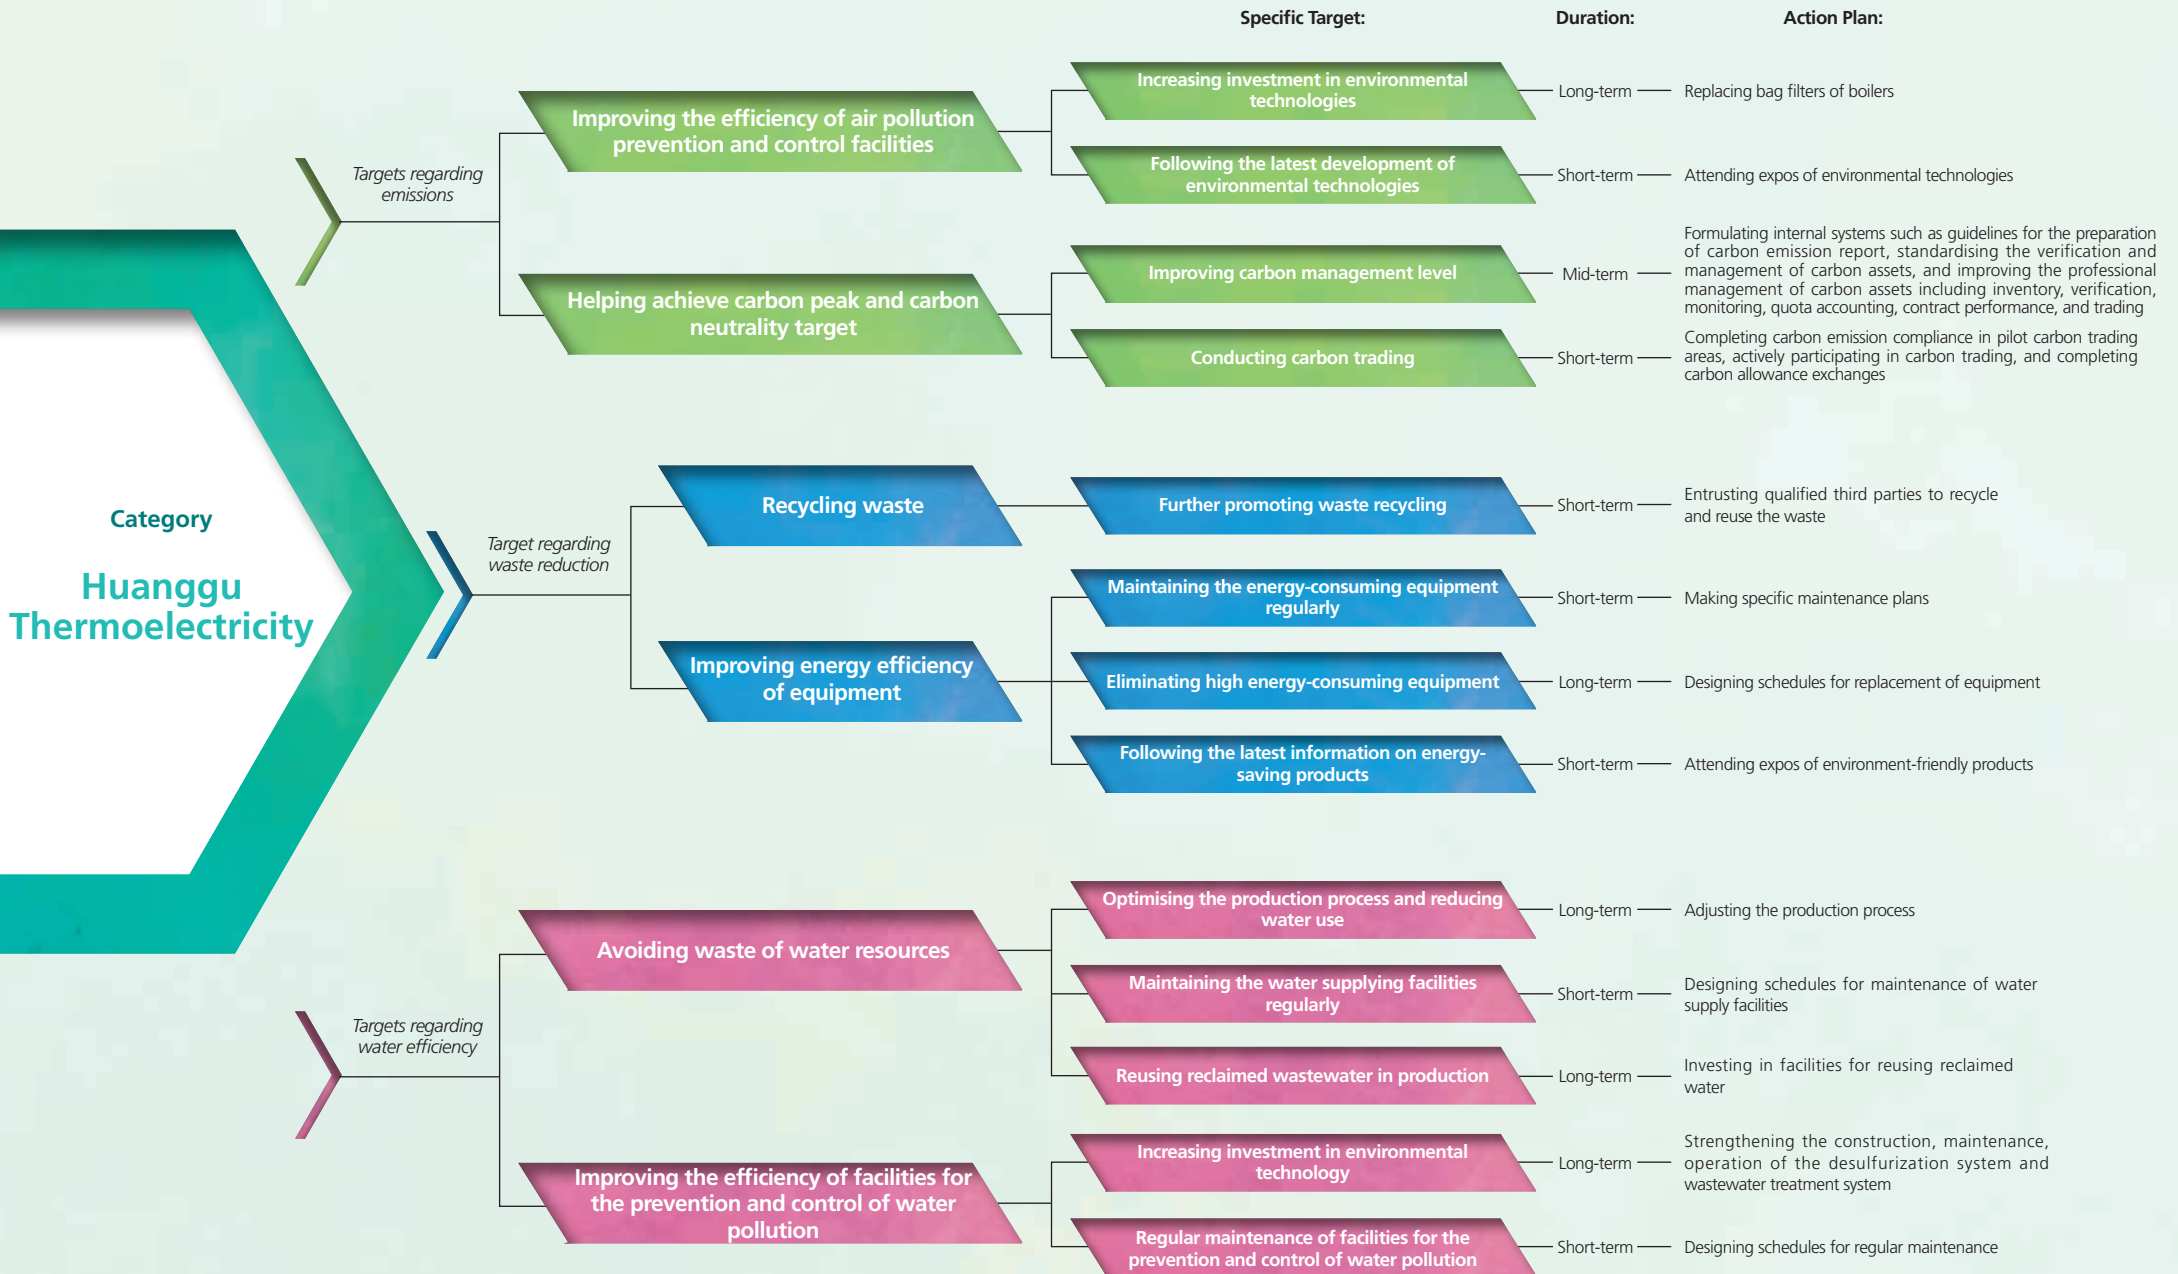 Specific Target:
Duration:
Action Plan:
Category
Huanggu
Thermoelectricity
Targets regarding
emissions
Improving the efficiency of air pollution
prevention and control facilities
Increasing investment in environmental
technologies
Long-term
Replacing bag filters of boilers
Following the latest development of
environmental technologies
Short-term
Attending expos of environmental technologies
Helping achieve carbon peak and carbon
neutrality target
Improving carbon management level
Mid-term
Formulating internal systems such as guidelines for the preparation
of carbon emission report, standardising the verification and
management of carbon assets, and improving the professional
management of carbon assets including inventory, verification,
monitoring, quota accounting, contract performance, and trading
Conducting carbon trading
Short-term
Completing carbon emission compliance in pilot carbon trading
areas, actively participating in carbon trading, and completing
carbon allowance exchanges
Target regarding
waste reduction
Recycling waste
Further promoting waste recycling
Short-term
Entrusting qualified third parties to recycle
and reuse the waste
Improving energy efficiency
of equipment
Maintaining the energy-consuming equipment
regularly
Short-term
Making specific maintenance plans
Eliminating high energy-consuming equipment
Long-term
Designing schedules for replacement of equipment
Following the latest information on energy-
saving products
Short-term
Attending expos of environment-friendly products
Targets regarding
water efficiency
Avoiding waste of water resources
Optimising the production process and reducing
water use
Long-term
Adjusting the production process
Maintaining the water supplying facilities
regularly
Short-term
Designing schedules for maintenance of water
supply facilities
Reusing reclaimed wastewater in production
Long-term
Investing in facilities for reusing reclaimed
water
Improving the efficiency of facilities for
the prevention and control of water
pollution
Increasing investment in environmental
technology
Long-term
Strengthening the construction, maintenance,
operation of the desulfurization system and
wastewater treatment system
Regular maintenance of facilities for the
prevention and control of water pollution
Short-term
Designing schedules for regular maintenance